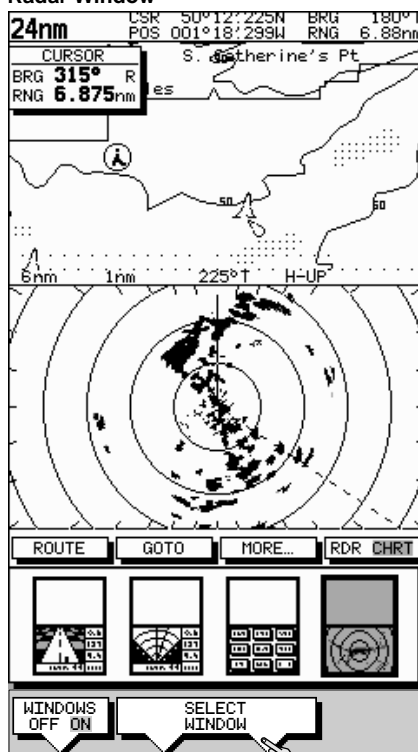 Radar Window
24nm
CSR 50°12'225N BRG 180°T
POS 001°18'299W RNG 6.88nm
CURSOR
BRG 315° R
RNG 6.875nm
S. Catherine's Pt
les
50
50
6nm 1nm 225°T H-UP
ROUTE GOTO MORE... RDR CHRT
WINDOWS OFF ON
SELECT WINDOW